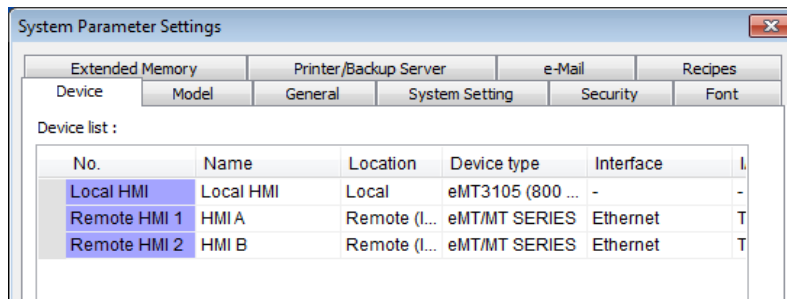 System Parameter Settings
Extended Memory Printer/Backup Server e-Mail Recipes
Device Model General System Setting Security Font
Device list :
No. Name Location Device type Interface
Local HMI Local HMI Local eMT3105 (800 ... - -
Remote HMI 1 HMI A Remote (I... eMT/MT SERIES Ethernet T
Remote HMI 2 HMI B Remote (I... eMT/MT SERIES Ethernet T